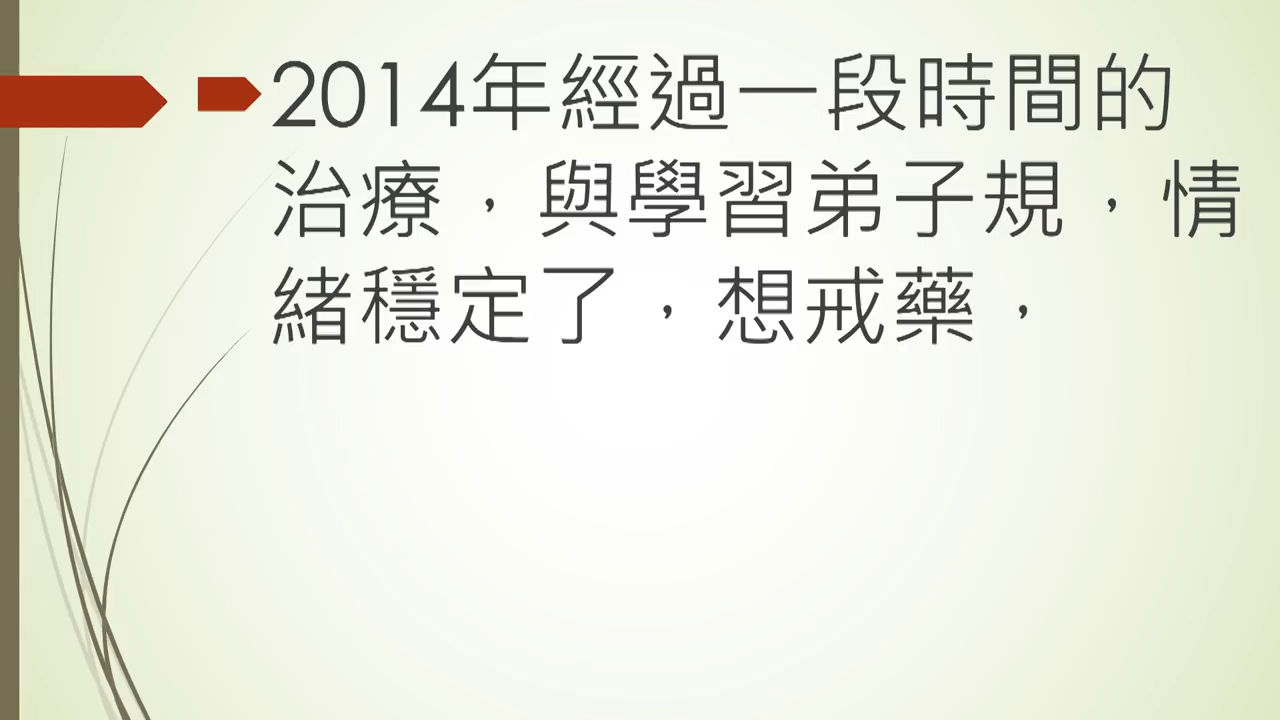 2014年經過一段時間的
治療，與學習弟子規，情
緒穩定了，想戒藥，